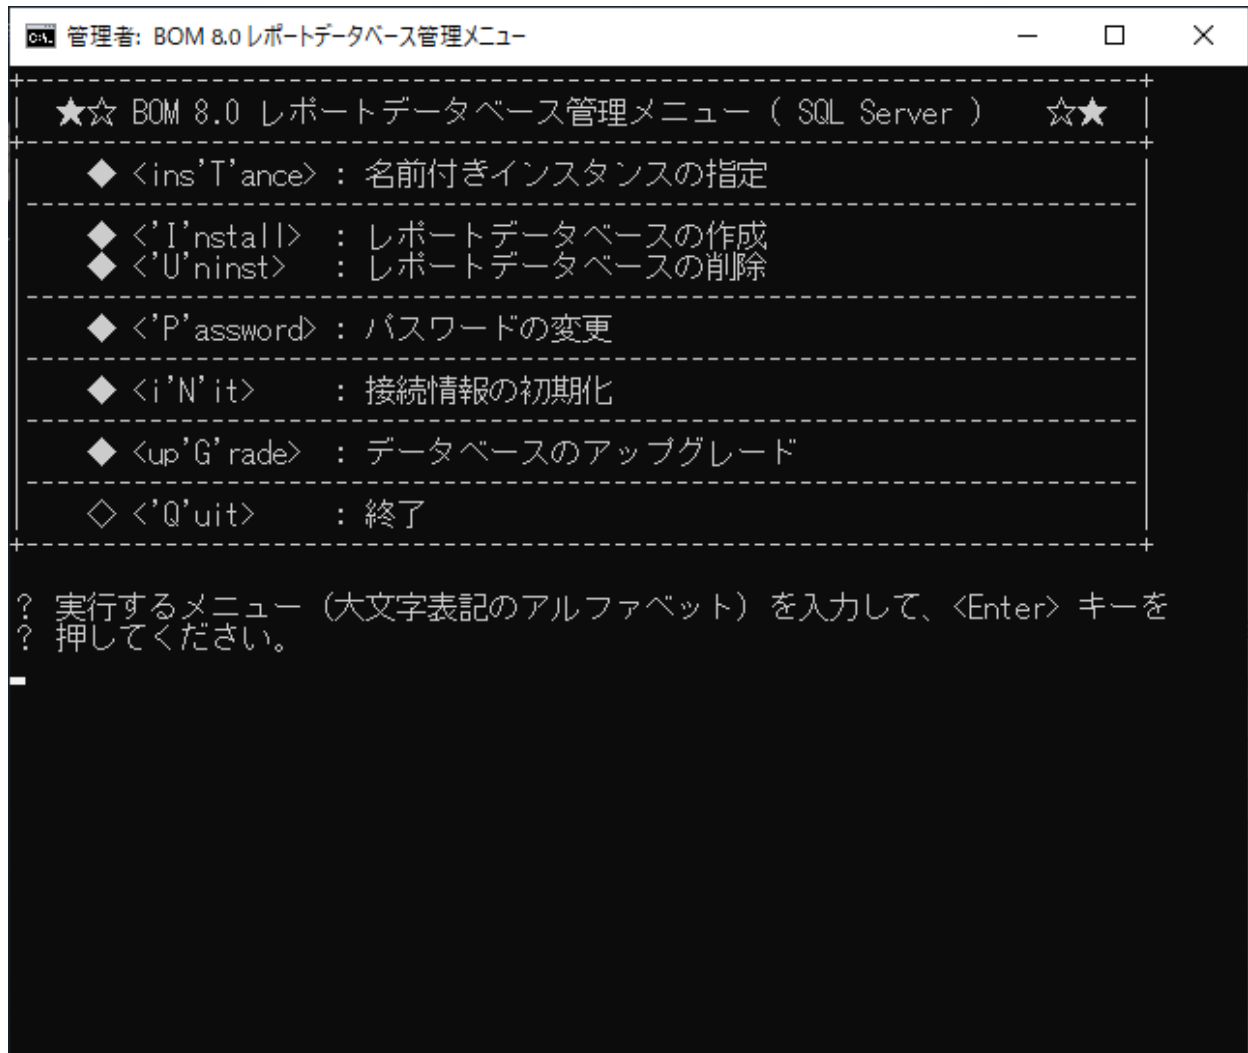 管理者: BOM 8.0 レポートデータベース管理メニュー
+------------------------------------------------------------------------+
| ★☆ BOM 8.0 レポートデータベース管理メニュー ( SQL Server ) ☆★ |
+------------------------------------------------------------------------+
◆ <ins'T'ance> : 名前付きインスタンスの指定
------------------------------------------------------------------------
◆ <'I'nstall> : レポートデータベースの作成
◆ <'U'ninst> : レポートデータベースの削除
------------------------------------------------------------------------
◆ <'P'assword> : パスワードの変更
------------------------------------------------------------------------
◆ <i'N'it> : 接続情報の初期化
------------------------------------------------------------------------
◆ <up'G'rade> : データベースのアップグレード
------------------------------------------------------------------------
◇ <'Q'uit> : 終了
+------------------------------------------------------------------------+
? 実行するメニュー (大文字表記のアルファベット) を入力して、<Enter> キーを
? 押してください。